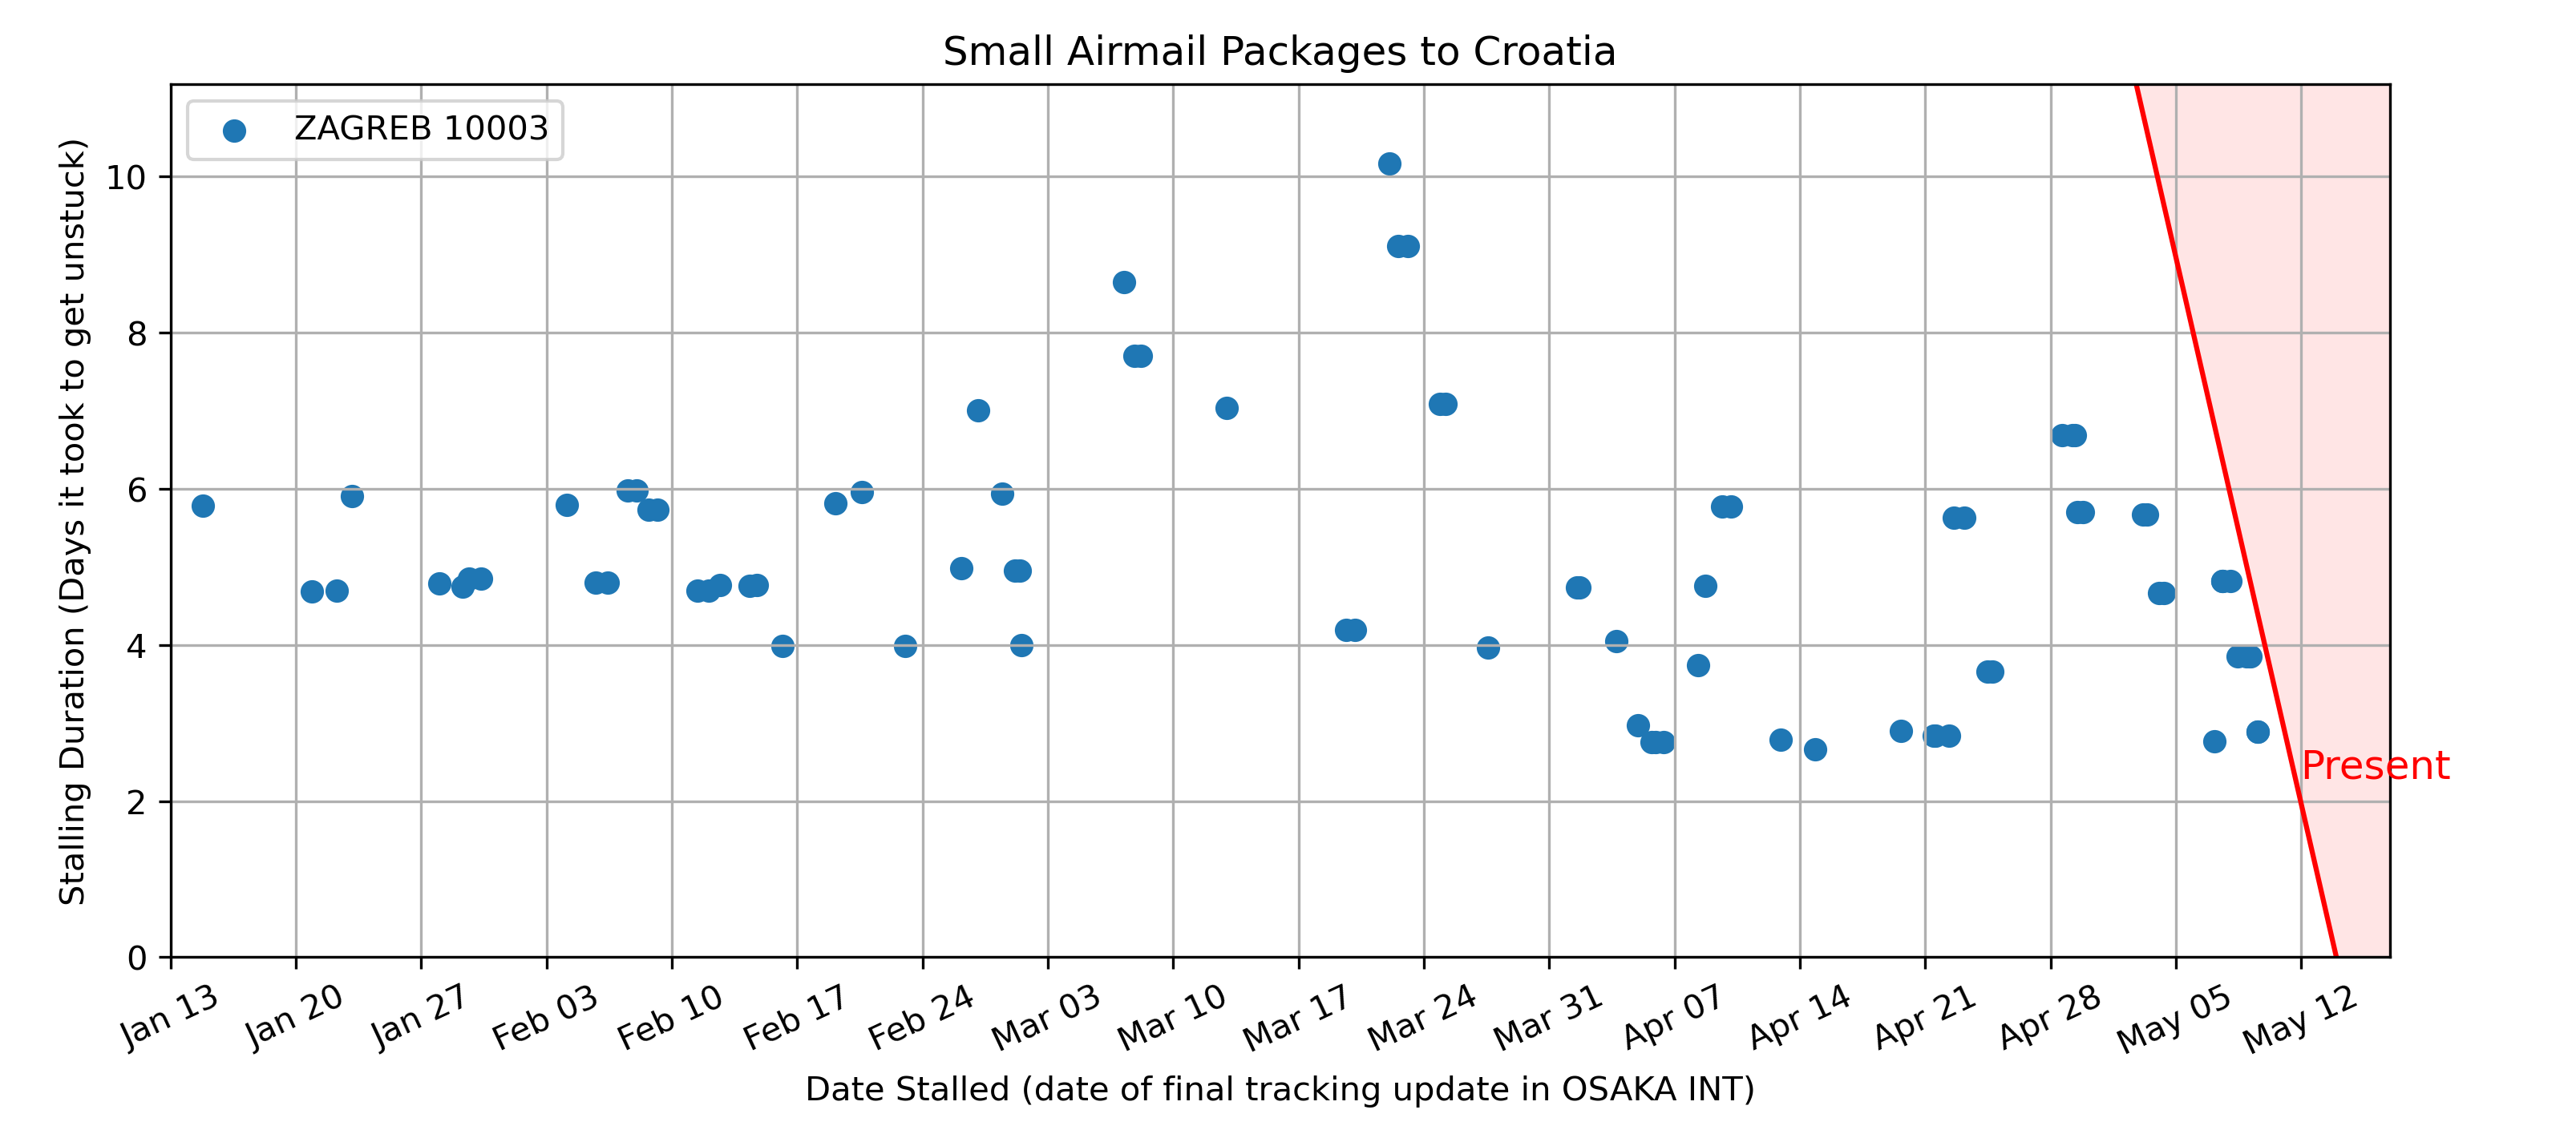 Small Airmail Packages to Croatia
ZAGREB 10003
Stalling Duration (Days it took to get unstuck)
10
8
6
4
2
0
Present
Jan 13 Jan 20 Jan 27 Feb 03 Feb 10 Feb 17 Feb 24 Mar 03 Mar 10 Mar 17 Mar 24 Mar 31 Apr 07 Apr 14 Apr 21 Apr 28 May 05 May 12
Date Stalled (date of final tracking update in OSAKA INT)